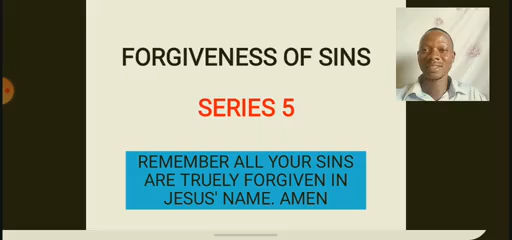 FORGIVENESS OF SINS
SERIES 5
REMEMBER ALL YOUR SINS
ARE TRUELY FORGIVEN IN
JESUS' NAME. AMEN